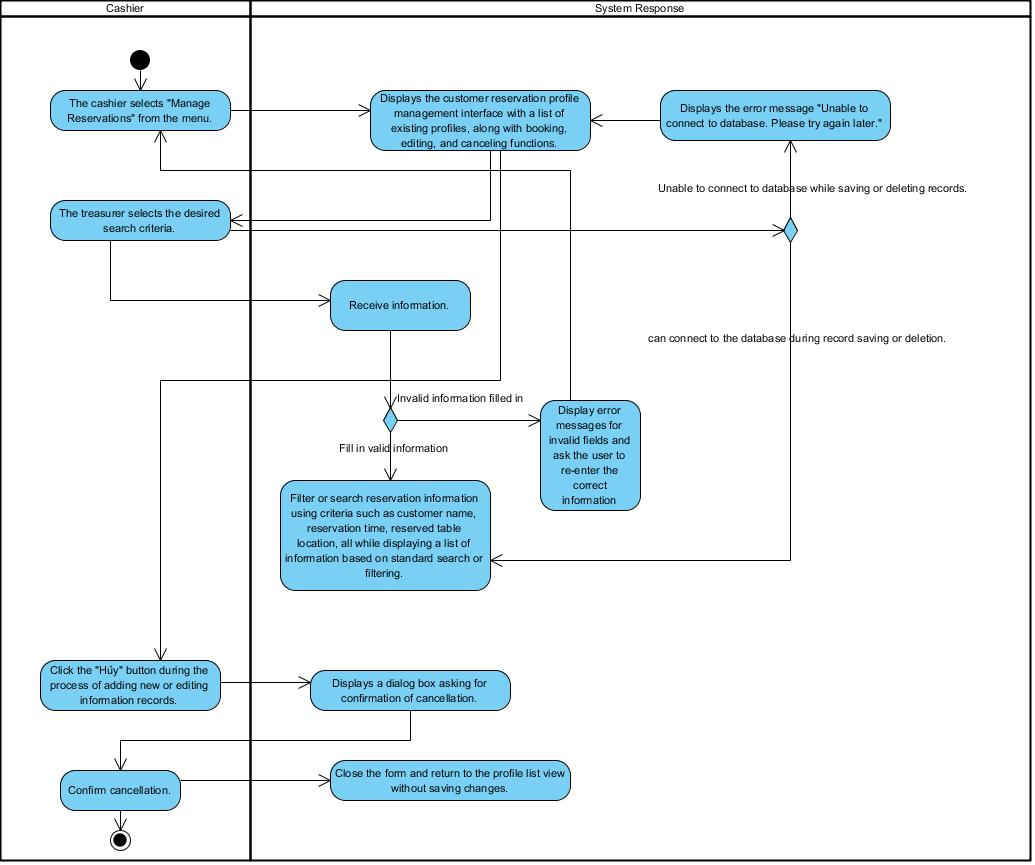 Cashier
System Response
The cashier selects "Manage
Reservations" from the menu.
Displays the customer reservation profile
management interface with a list of
existing profiles, along with booking,
editing, and canceling functions.
Displays the error message "Unable to
connect to database. Please try again later."
Unable to connect to database while saving or deleting records.
The treasurer selects the desired
search criteria.
Receive information.
can connect to the database during record saving or deletion.
Invalid information filled in
Display error
messages for
invalid fields and
ask the user to
re-enter the
correct
information
Fill in valid information
Filter or search reservation information
using criteria such as customer name,
reservation time, reserved table
location, all while displaying a list of
information based on standard search or
filtering.
Click the "Hủy" button during the
process of adding new or editing
information records.
Displays a dialog box asking for
confirmation of cancellation.
Confirm cancellation.
Close the form and return to the profile list view
without saving changes.